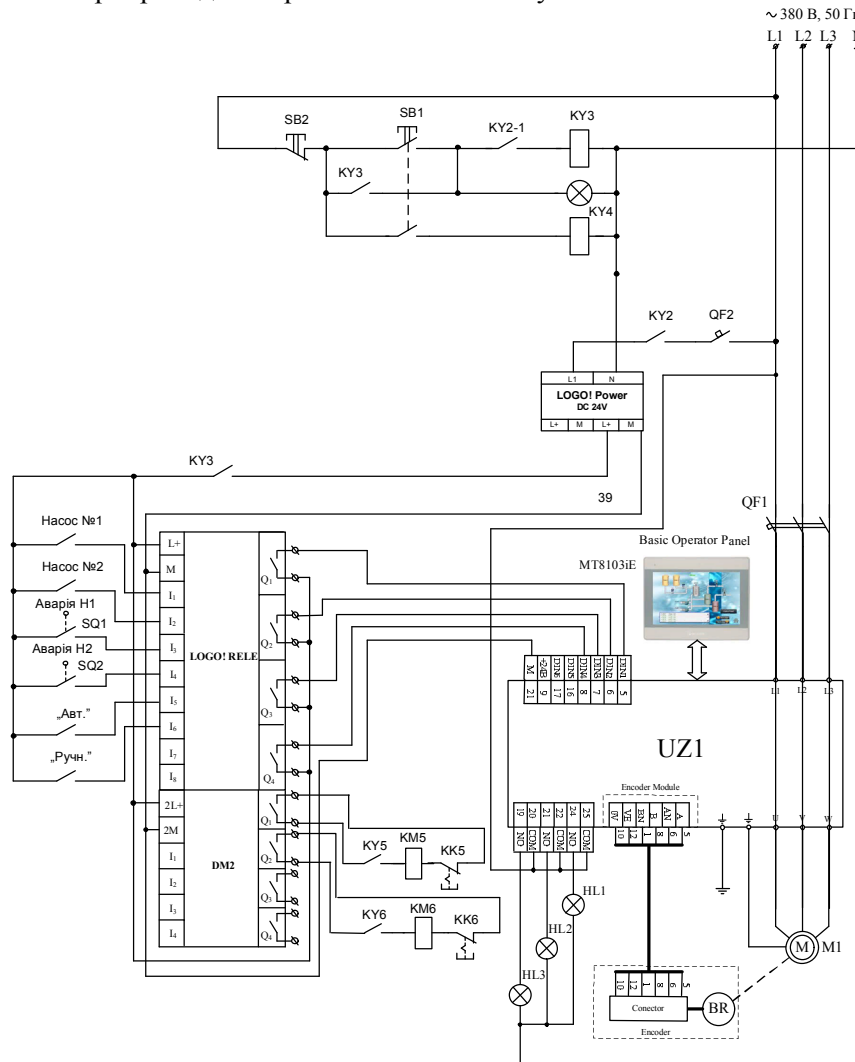 ~ 380 В, 50 Г
L1 L2 L3
SB2
SB1
KY2-1
KY3
KY3
KY4
KY2
QF2
L1 N
LOGO! Power
DC 24V
L+ M L+ M
KY3
39
QF1
Насос №1
Насос №2
Аварія Н1
SQ1
Аварія Н2
SQ2
„Авт.”
„Ручн.”
L+
M
I1
I2
I3
I4
I5
I6
I7
I8
LOGO! RELE
Q1
Q2
Q3
Q4
2L+
2M
I1
I2
I3
I4
DM2
Q1
Q2
Q3
Q4
KY5
KM5
KK5
KY6
KM6
KK6
Basic Operator Panel
MT8103iE
M +24B DIN6 DIN5 DIN4 DIN3 DIN2 DIN1
21 9 17 16 8 7 6 5
L1 L2 L3
UZ1
Encoder Module
19 20 21 22 24 25
NO COM NO COM NO COM
0V VE BN B AN A
10 12 1 8 6 5
U V W
HL1
HL2
HL3
M
M1
10 12 1 8 6 5
Conector
BR
Encoder